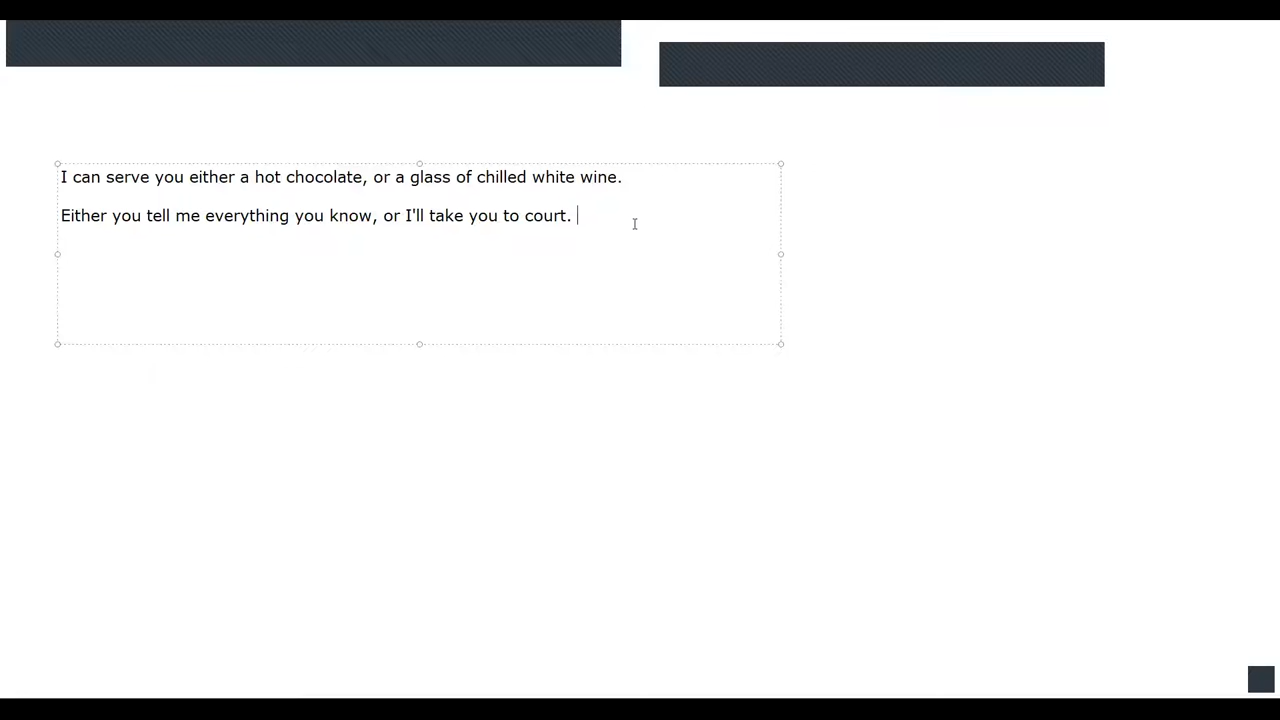 I can serve you either a hot chocolate, or a glass of chilled white wine.
Either you tell me everything you know, or I'll take you to court.